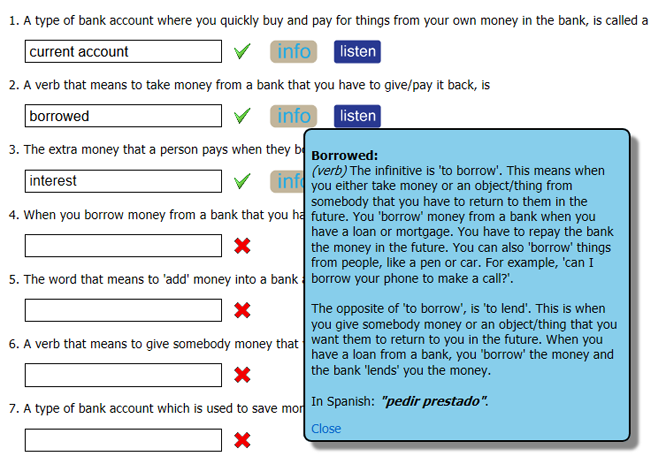 1. A type of bank account where you quickly buy and pay for things from your own money in the bank, is called a
current account info listen
2. A verb that means to take money from a bank that you have to give/pay it back, is
borrowed info listen
3. The extra money that a person pays when they
interest
4. When you borrow money from a bank that you
5. The word that means to 'add' money into a bank
6. A verb that means to give somebody money that
7. A type of bank account which is used to save
Borrowed:
(verb) The infinitive is 'to borrow'. This means when
you either take money or an object/thing from
somebody that you have to return to them in the
future. You 'borrow' money from a bank when you
have a loan or mortgage. You have to repay the bank
the money in the future. You can also 'borrow' things
from people, like a pen or car. For example, 'can I
borrow your phone to make a call?'.
The opposite of 'to borrow', is 'to lend'. This is when
you give somebody money or an object/thing that you
want them to return to you in the future. When you
have a loan from a bank, you 'borrow' the money and
the bank 'lends' you the money.
In Spanish: "pedir prestado".
Close